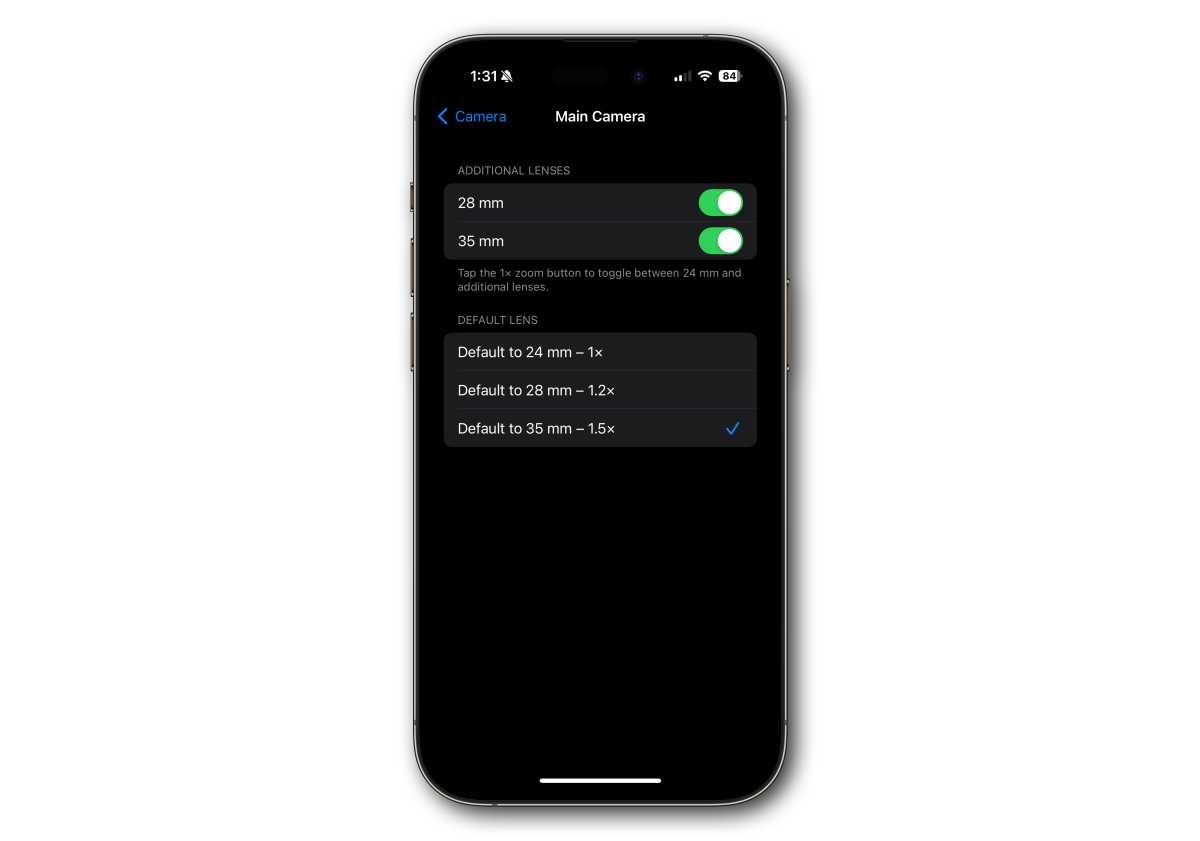 1:31 84
Camera Main Camera
ADDITIONAL LENSES
28 mm
35 mm
Tap the 1× zoom button to toggle between 24 mm and
additional lenses.
DEFAULT LENS
Default to 24 mm – 1×
Default to 28 mm – 1.2×
Default to 35 mm – 1.5×